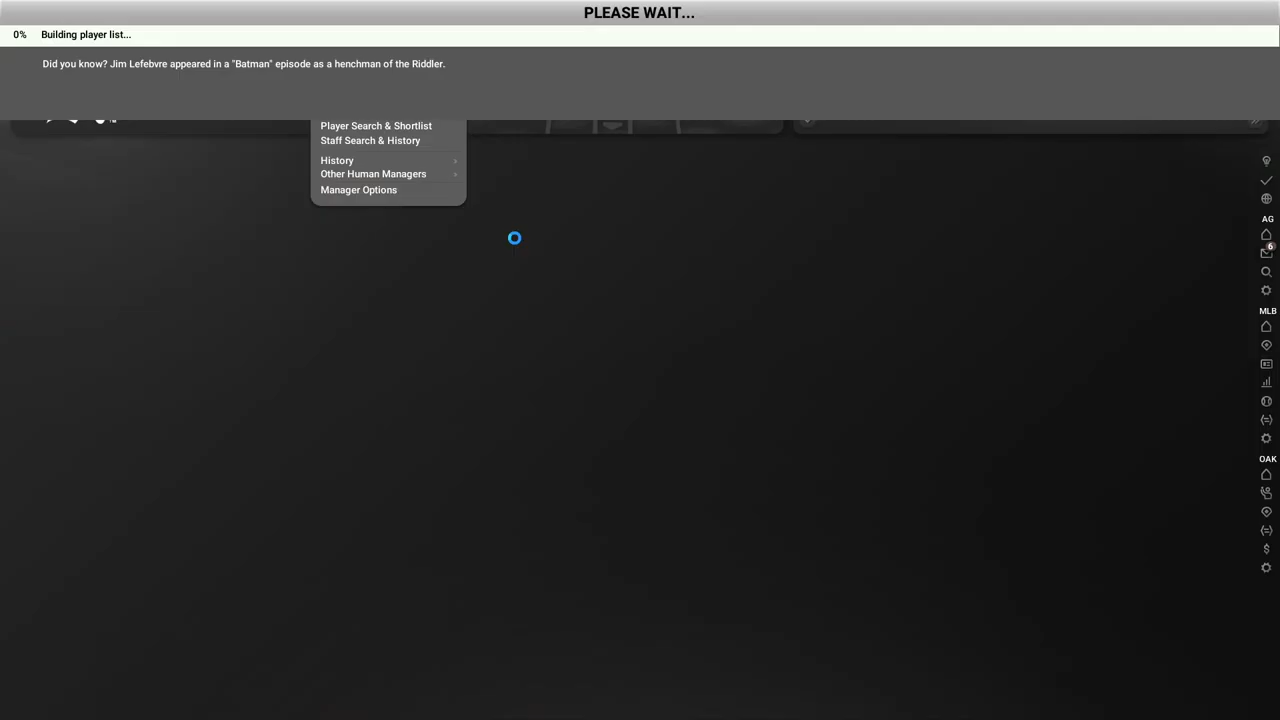 PLEASE WAIT...
0% Building player list...
Did you know? Jim Lefebvre appeared in a "Batman" episode as a henchman of the Riddler.
Player Search & Shortlist
Staff Search & History
History
Other Human Managers
Manager Options
AG
6
MLB
OAK